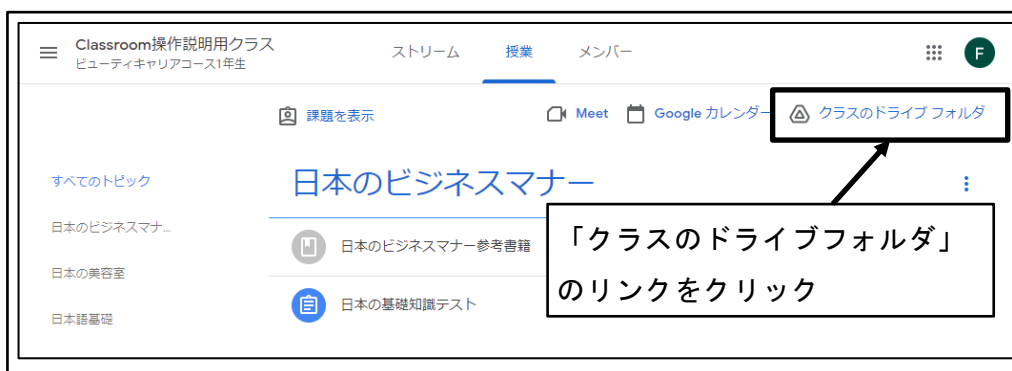 Classroom操作説明用クラス
ビューティキャリアコース1年生
ストリーム 授業 メンバー
F
課題を表示
Meet Google カレンダー クラスのドライブ フォルダ
すべてのトピック
日本のビジネスマナー
日本のビジネスマナ...
日本のビジネスマナー参考書籍
「クラスのドライブフォルダ」
のリンクをクリック
日本の美容室
日本の基礎知識テスト
日本語基礎